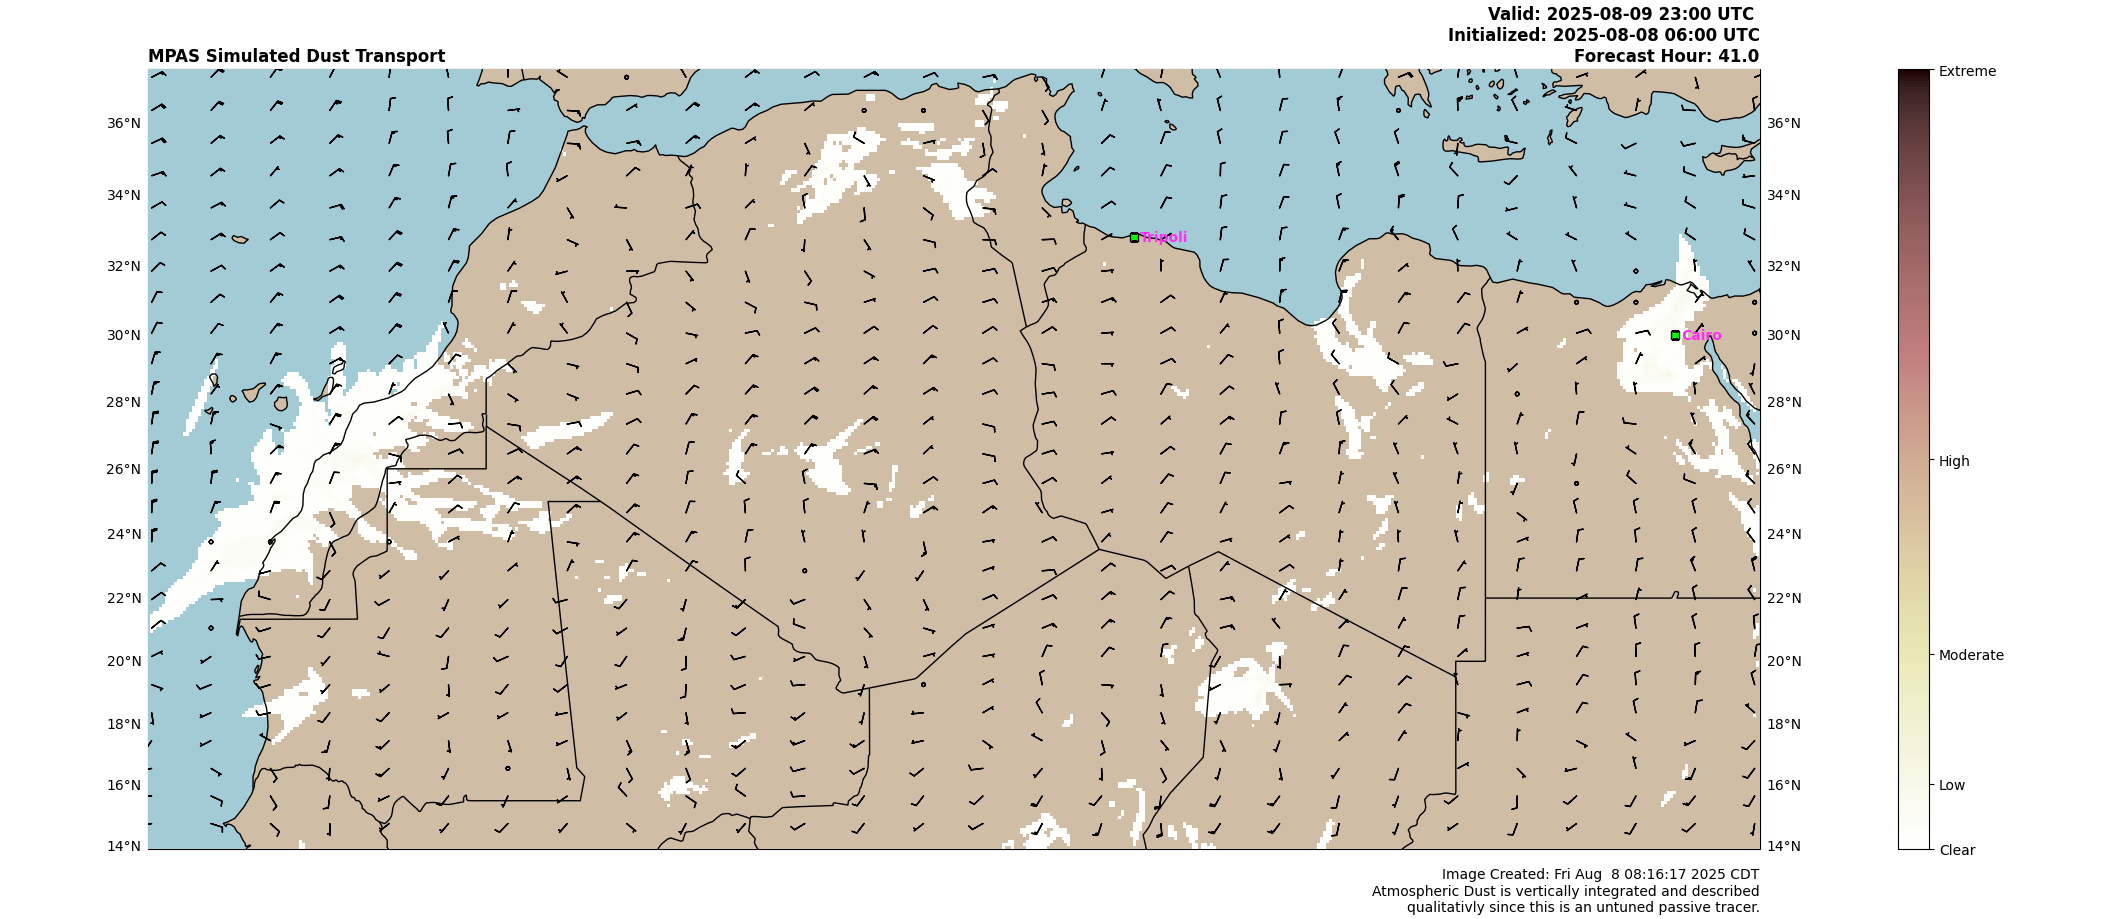 Valid: 2025-08-09 23:00 UTC
Initialized: 2025-08-08 06:00 UTC
MPAS Simulated Dust Transport
Forecast Hour: 41.0
Extreme
36°N
36°N
34°N
34°N
Tripoli
32°N
32°N
30°N
Cairo
30°N
28°N
28°N
High
26°N
26°N
24°N
24°N
22°N
22°N
20°N
20°N
Moderate
18°N
18°N
16°N
16°N
Low
14°N
14°N
Clear
Image Created: Fri Aug  8 08:16:17 2025 CDT
Atmospheric Dust is vertically integrated and described
qualitativly since this is an untuned passive tracer.